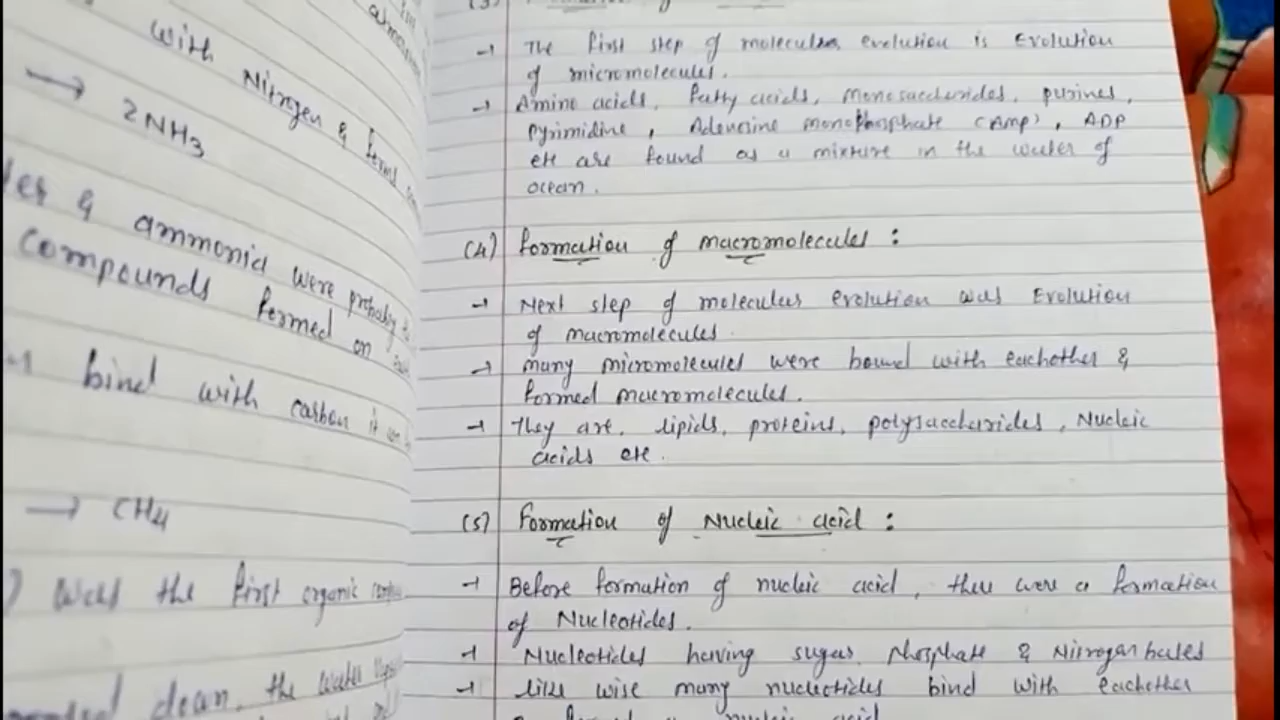 with Nitrogen & formed
→ 2NH3
& ammonia were probably
compounds formed on
bind with carbon it
→ CH4
was the first organic
ocean, the water
(3)
→ The first step of molecular evolution is Evolution
of micromolecules.
→ Amino acids, fatty acids, monosaccharides, purines,
pyrimidine, Adenosine monophosphate (AMP), ADP
etc are found as a mixture in the water of
ocean.
(4) Formation of macromolecules :
→ Next step of molecular evolution was Evolution
of macromolecules.
→ many micromolecules were bound with eachother &
formed macromolecules.
→ They are, lipids, proteins, polysaccharides, Nucleic
acids etc.
(5) Formation of Nucleic acid :
→ Before formation of nucleic acid, there were a formation
of Nucleotides.
→ Nucleotides having sugar, phosphate & Nitrogen bases
→ like wise many nucleotides bind with eachother
& formed a nucleic acid